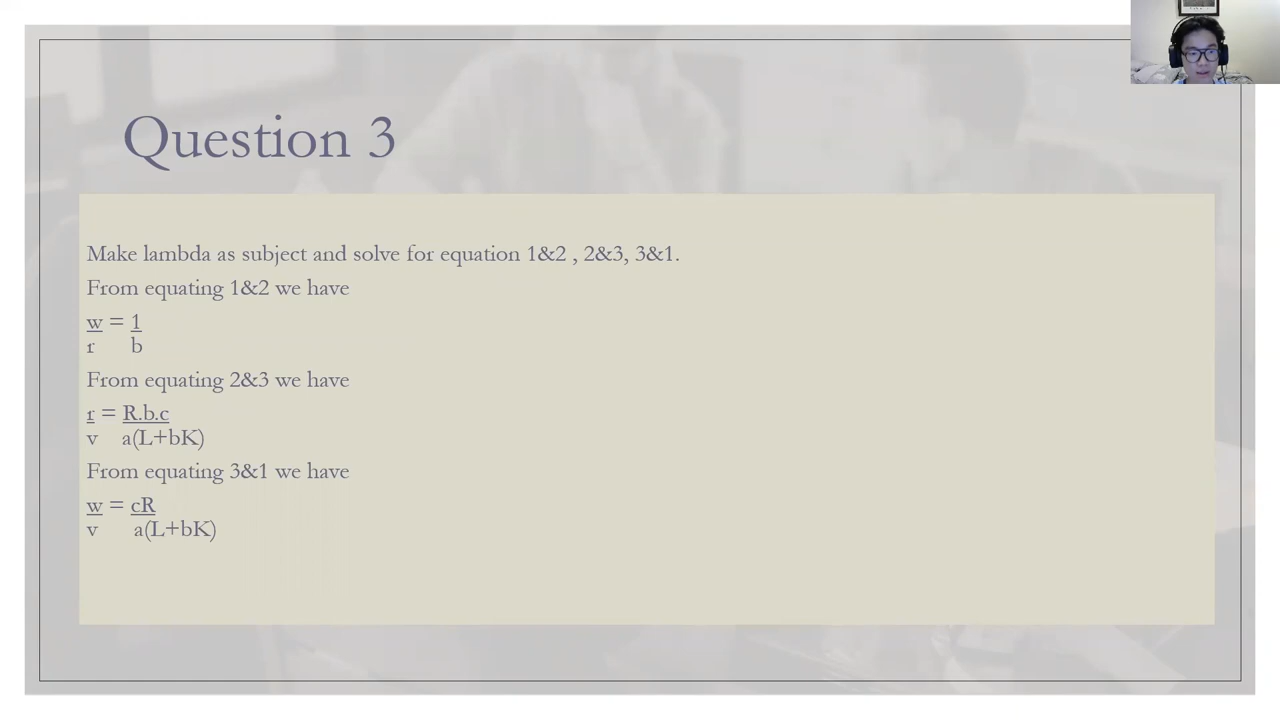 Question 3
Make lambda as subject and solve for equation 1&2 , 2&3, 3&1.
From equating 1&2 we have
w = 1
r b
From equating 2&3 we have
r = R.b.c
v a(L+bK)
From equating 3&1 we have
w = cR
v a(L+bK)